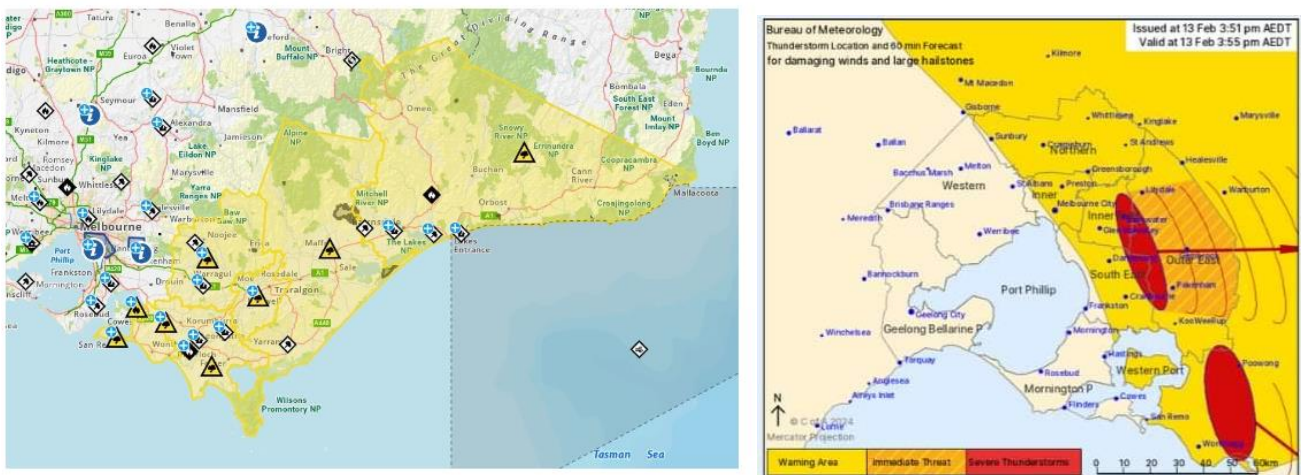 Tatura
Benalla
Violet
Town
Euroa
Beechworth
Mount
Buffalo NP
Bright
The Great Dividing Range
Kosciuszko
Bega
Bournda
NP
Heathcote -
Graytown NP
Bombala
South East
Forest NP
Eden
Mount
Imlay NP
Ben
Boyd NP
Seymour
Mansfield
Omeo
Alexandra
Jamieson
Yea
Kyneton
Kilmore
Lake
Eildon NP
Alpine
NP
Snowy
River NP
Errinundra
NP
Romsey
Kinglake
NP
Marysville
Buchan
Coopracambra
NP
Cann
River
Whittlesea
Yarra
Ranges NP
Mitchell
River NP
Orbost
Mallacoota
Croajingolong
NP
Lilydale
Baw
Saw
Noojee
Melbourne
Port
Phillip
The Lakes
Lakes
Entrance
Frankston
Mornington
Drouin
Warragul
Moe
Rosedale
Sale
Traralgon
Rosebud
Cowes
Korumburra
San Remo
Yarram
Wilsons
Promontory NP
Tasman Sea
Bureau of Meteorology
Thunderstorm Location and 60 min Forecast
for damaging winds and large hailstones
Issued at 13 Feb 3:51 pm AEDT
Valid at 13 Feb 3:55 pm AEDT
Kilmore
Mt Macedon
Gisborne
Whittlesea
Kinglake
Marysville
Ballarat
Ballan
Sunbury
Craigieburn
Northern
St Andrews
Healesville
Bacchus Marsh
Melton
Greensborough
Western
St Albans
Preston
Lilydale
Warburton
Inner
Melbourne City
Inner
Brisbane Ranges
Meredith
Werribee
Outer East
South East
Bannockburn
Pakenham
Cranbourne
Port Phillip
Frankston
KooWeeRup
Geelong City
Geelong Bellarine P
Winchelsea
Mornington
Hastings
Western Port
Poowong
Torquay
Rosebud
Anglesea
Aireys Inlet
Mornington P
Flinders
Cowes
San Remo
N
© C of A 2024
Lorne
Mercator Projection
Warning Area
Immediate Threat
Severe Thunderstorms
0 10 20 30 40 50 60km